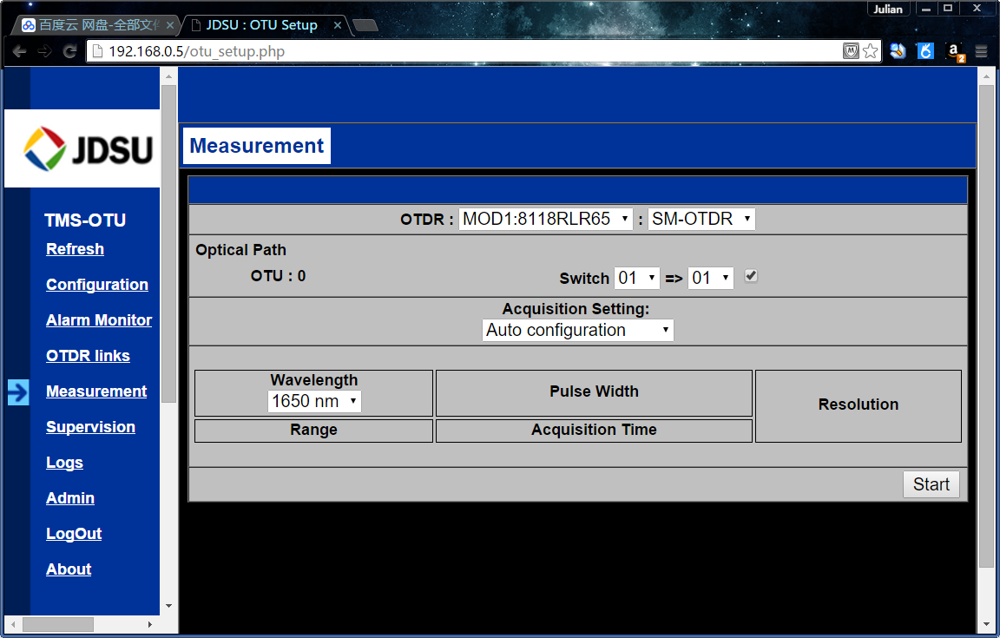 Julian
百度云 网盘-全部文件
JDSU : OTU Setup
192.168.0.5/otu_setup.php
a
2
JDSU
TMS-OTU
Refresh
Configuration
Alarm Monitor
OTDR links
Measurement
Supervision
Logs
Admin
LogOut
About
Measurement
OTDR : MOD1:8118RLR65 : SM-OTDR
Optical Path
OTU : 0 Switch 01 => 01
Acquisition Setting:
Auto configuration
Wavelength
1650 nm
Pulse Width
Resolution
Range
Acquisition Time
Start